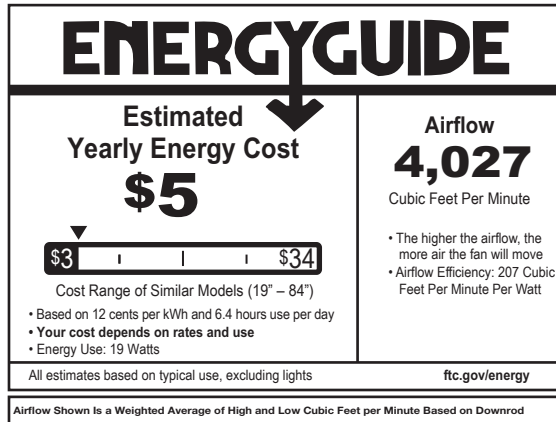 ENERGYGUIDE
Estimated
Yearly Energy Cost
$5
$3
$34
Cost Range of Similar Models (19” – 84”)
• Based on 12 cents per kWh and 6.4 hours use per day
• Your cost depends on rates and use
• Energy Use: 19 Watts
Airflow
4,027
Cubic Feet Per Minute
• The higher the airflow, the
more air the fan will move
• Airflow Efficiency: 207 Cubic
Feet Per Minute Per Watt
All estimates based on typical use, excluding lights
ftc.gov/energy
Airflow Shown Is a Weighted Average of High and Low Cubic Feet per Minute Based on Downrod